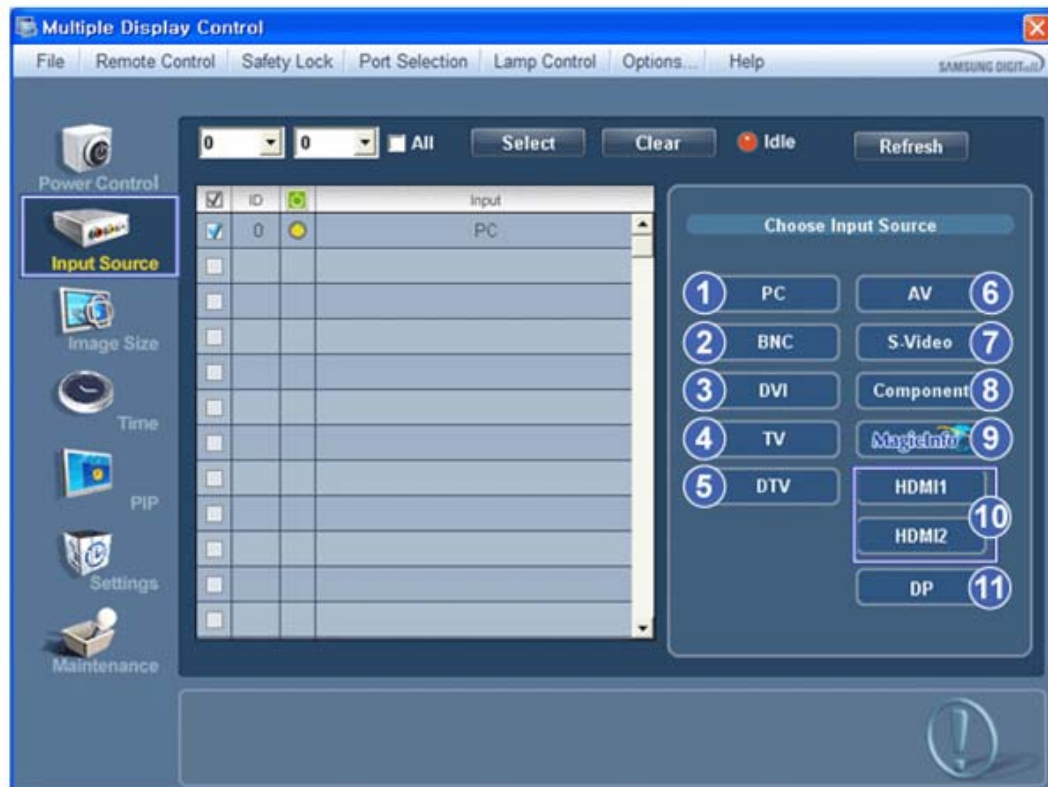 Multiple Display Control
File Remote Control Safety Lock Port Selection Lamp Control Options... Help SAMSUNG DIGITall
0 0 All Select Clear Idle Refresh
Power Control
Input Source
Image Size
Time
PIP
Settings
Maintenance
ID Input
0 PC
Choose Input Source
1 PC AV 6
2 BNC S-Video 7
3 DVI Component 8
4 TV MagicInfo 9
5 DTV HDMI1
10
HDMI2
DP 11